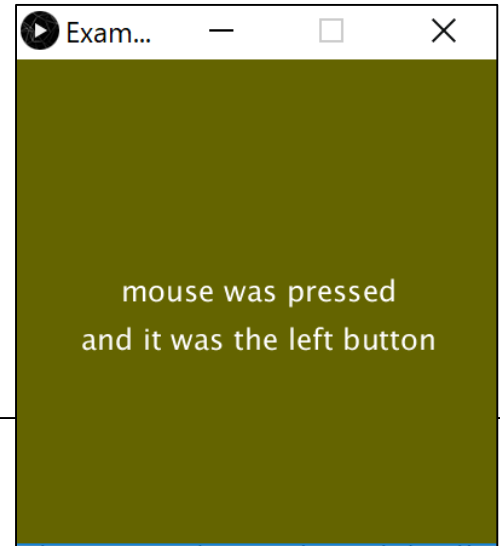 Exam...
mouse was pressed
and it was the left button